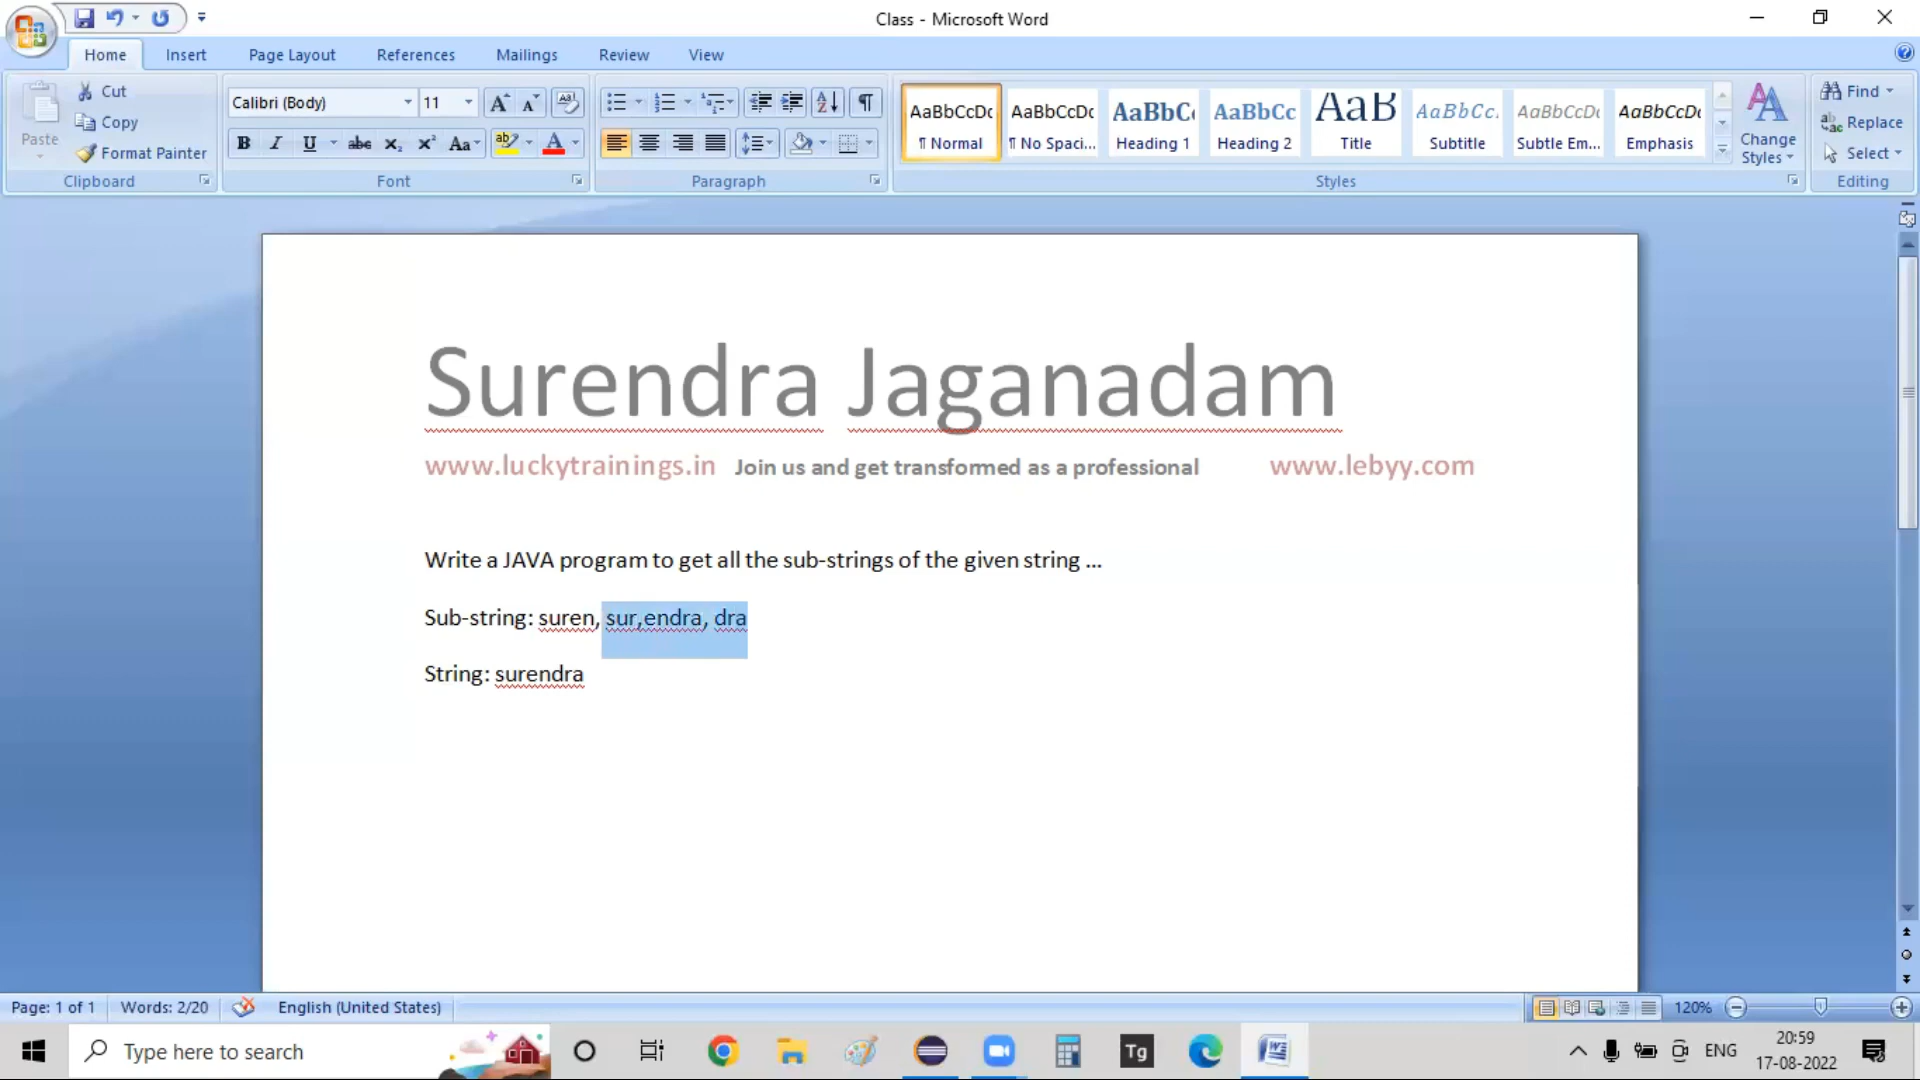 Class - Microsoft Word
Home Insert Page Layout References Mailings Review View
Paste
Cut
Copy
Format Painter
Clipboard
Calibri (Body) 11
Font
Paragraph
AaBbCcDc AaBbCcDc AaBbC AaBbCc AaB AaBbCc. AaBbCcDc AaBbCcDc
¶ Normal ¶ No Spaci... Heading 1 Heading 2 Title Subtitle Subtle Em... Emphasis
Change Styles
Styles
Find
Replace
Select
Editing
Surendra Jaganadam
www.luckytrainings.in Join us and get transformed as a professional www.lebyy.com
Write a JAVA program to get all the sub-strings of the given string ...
Sub-string: suren, sur,endra, dra
String: surendra
Page: 1 of 1 Words: 2/20 English (United States) 120%
Type here to search
Tg
ENG
20:59
17-08-2022